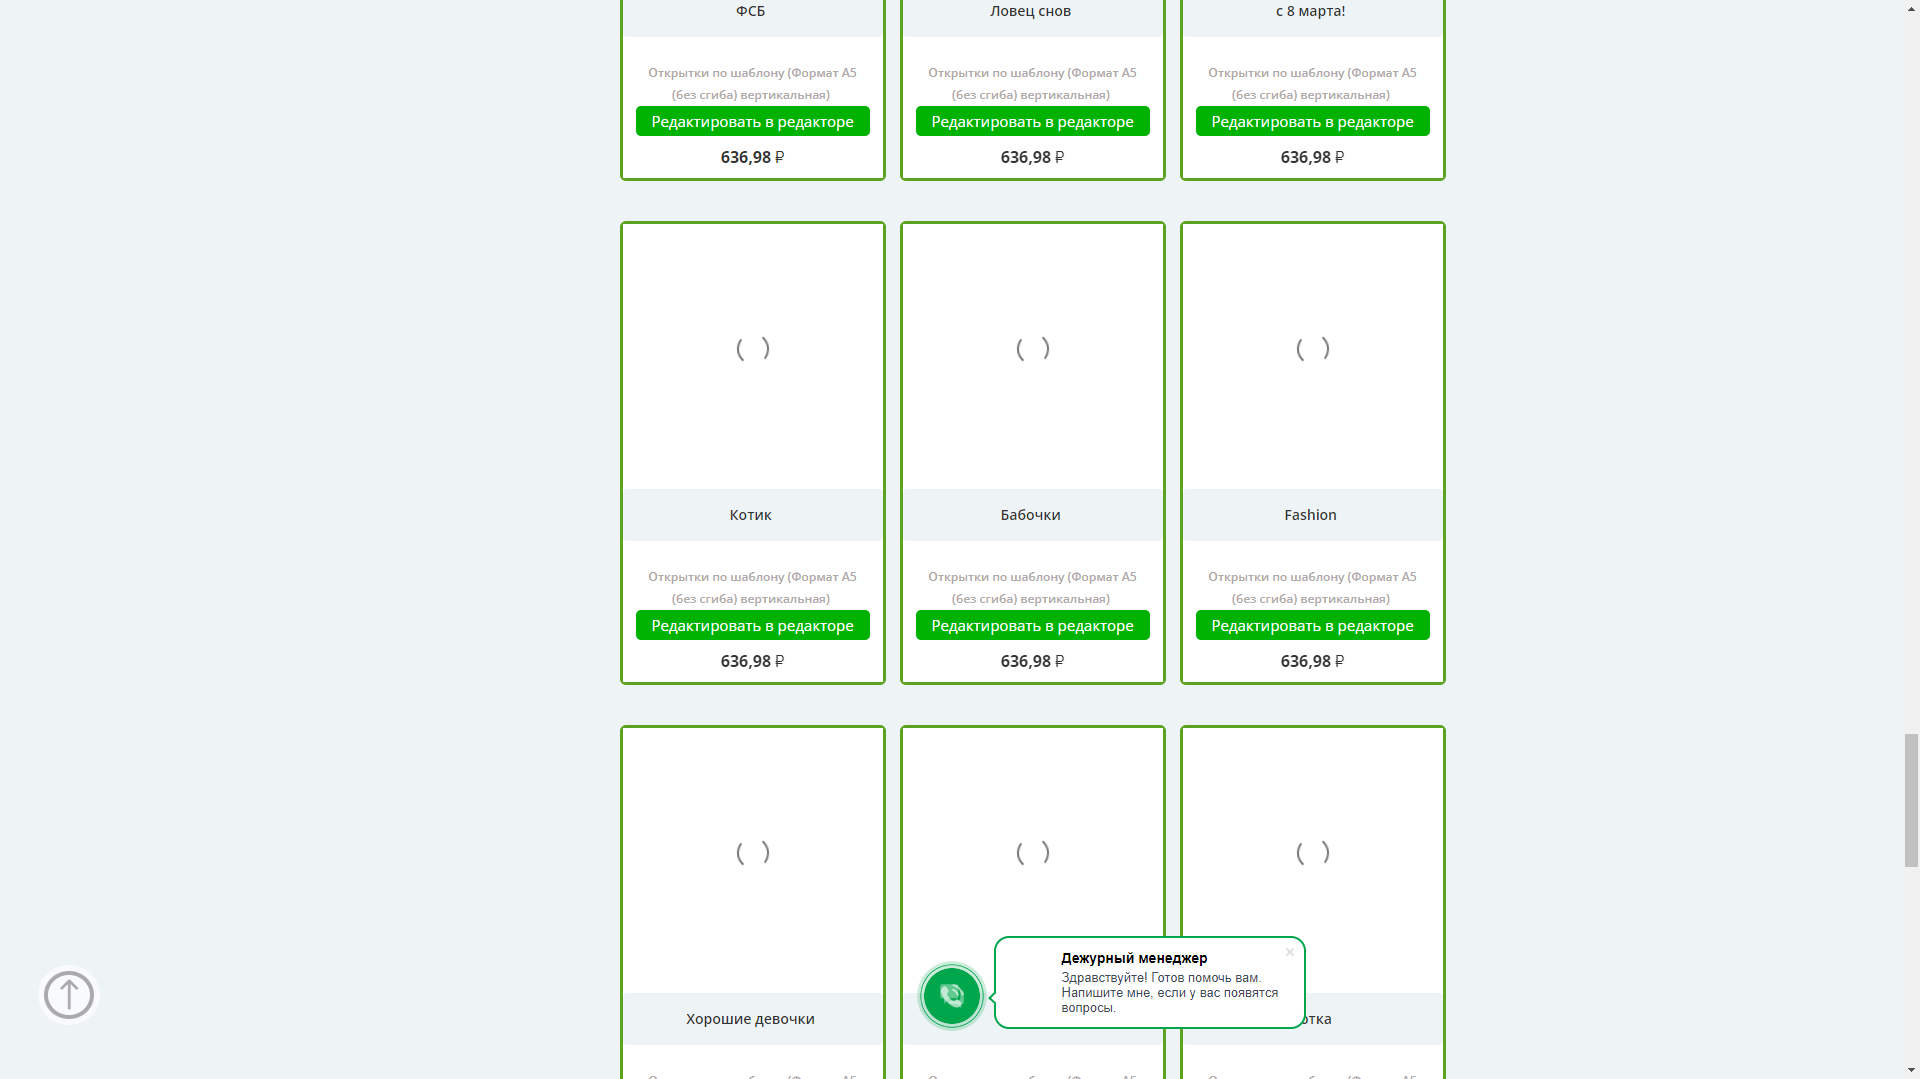 ФСБ
Ловец снов
с 8 марта!
Открытки по шаблону (Формат А5
(без сгиба) вертикальная)
Открытки по шаблону (Формат А5
(без сгиба) вертикальная)
Открытки по шаблону (Формат А5
(без сгиба) вертикальная)
Редактировать в редакторе
Редактировать в редакторе
Редактировать в редакторе
636,98 ₽
636,98 ₽
636,98 ₽
Котик
Бабочки
Fashion
Открытки по шаблону (Формат А5
(без сгиба) вертикальная)
Открытки по шаблону (Формат А5
(без сгиба) вертикальная)
Открытки по шаблону (Формат А5
(без сгиба) вертикальная)
Редактировать в редакторе
Редактировать в редакторе
Редактировать в редакторе
636,98 ₽
636,98 ₽
636,98 ₽
Дежурный менеджер
Здравствуйте! Готов помочь вам.
Напишите мне, если у вас появятся
вопросы.
Хорошие девочки